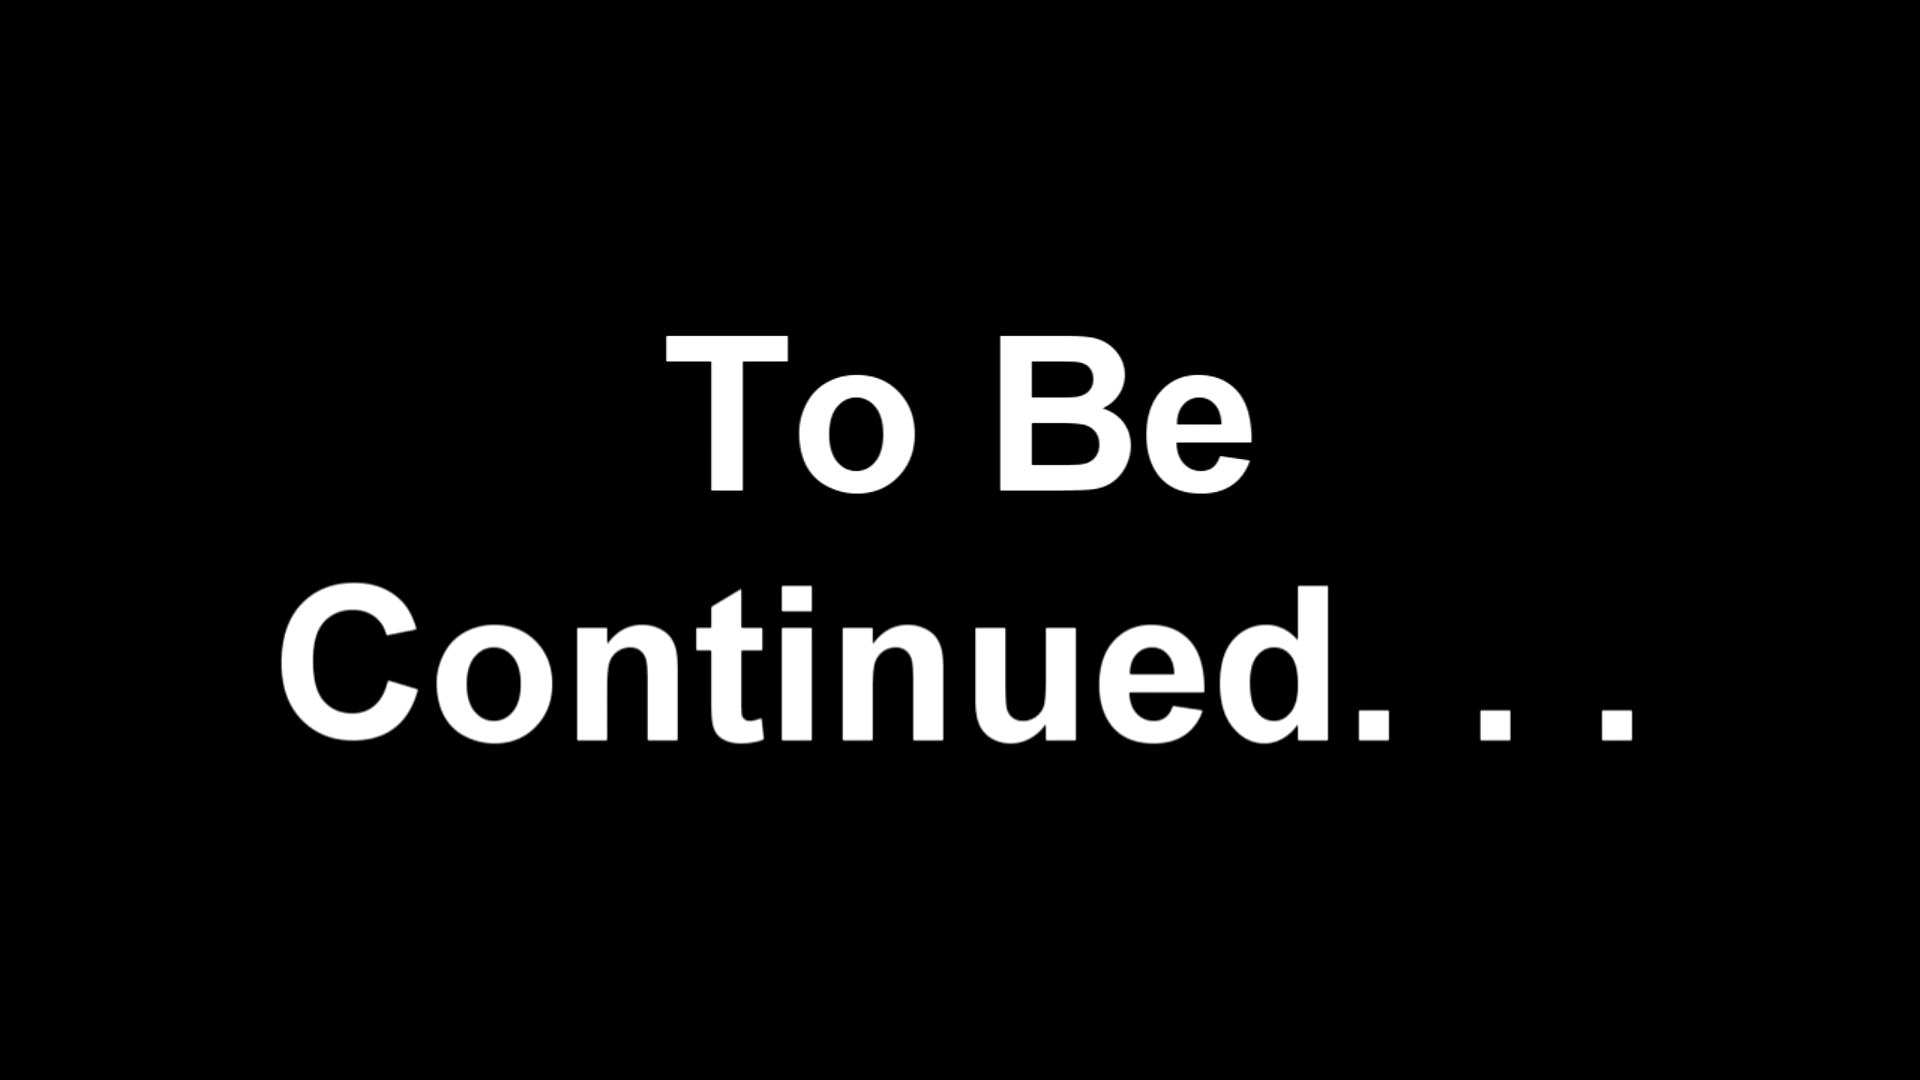 To Be
Continued. . .